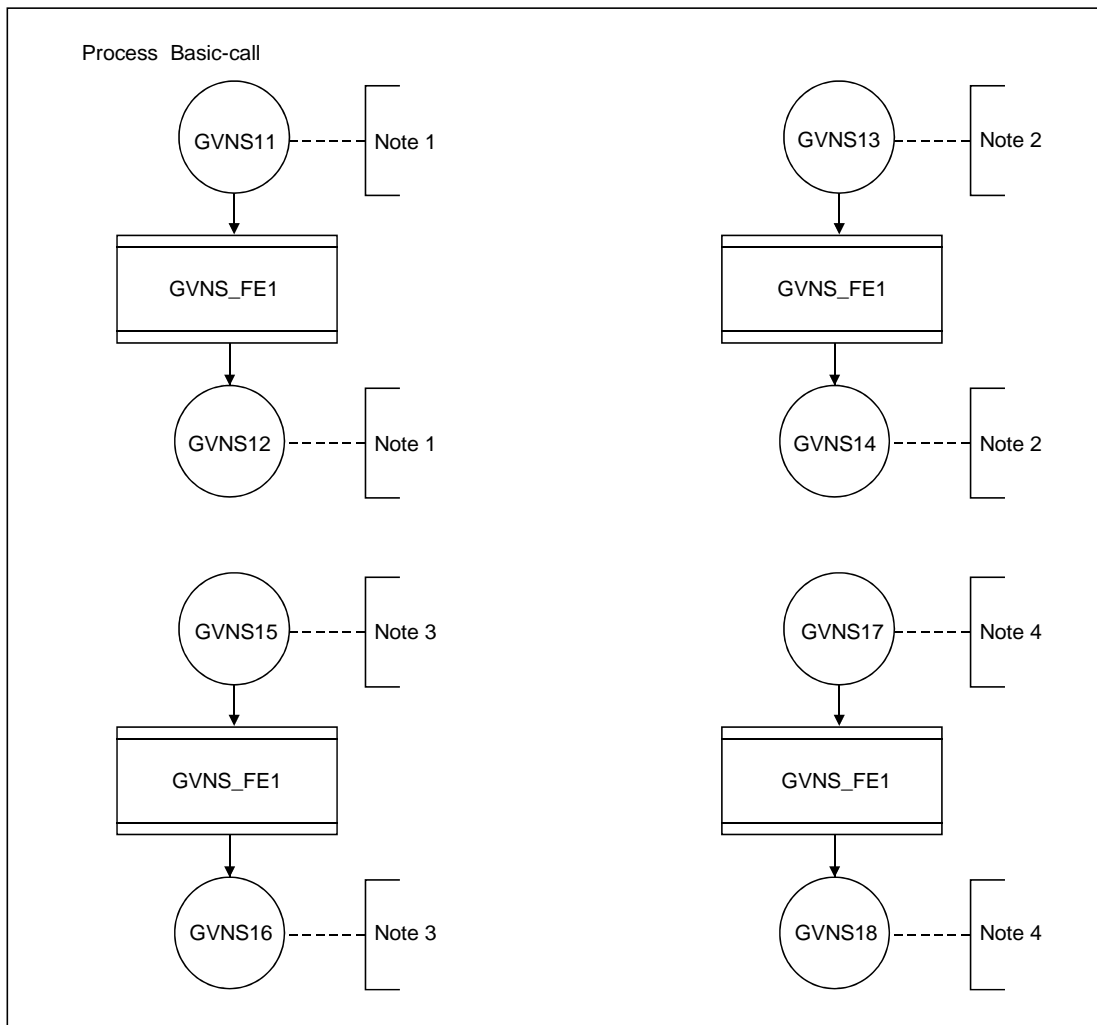 Process Basic-call
GVNS11
Note 1
GVNS13
Note 2
GVNS_FE1
GVNS_FE1
GVNS12
Note 1
GVNS14
Note 2
GVNS15
Note 3
GVNS17
Note 4
GVNS_FE1
GVNS_FE1
GVNS16
Note 3
GVNS18
Note 4